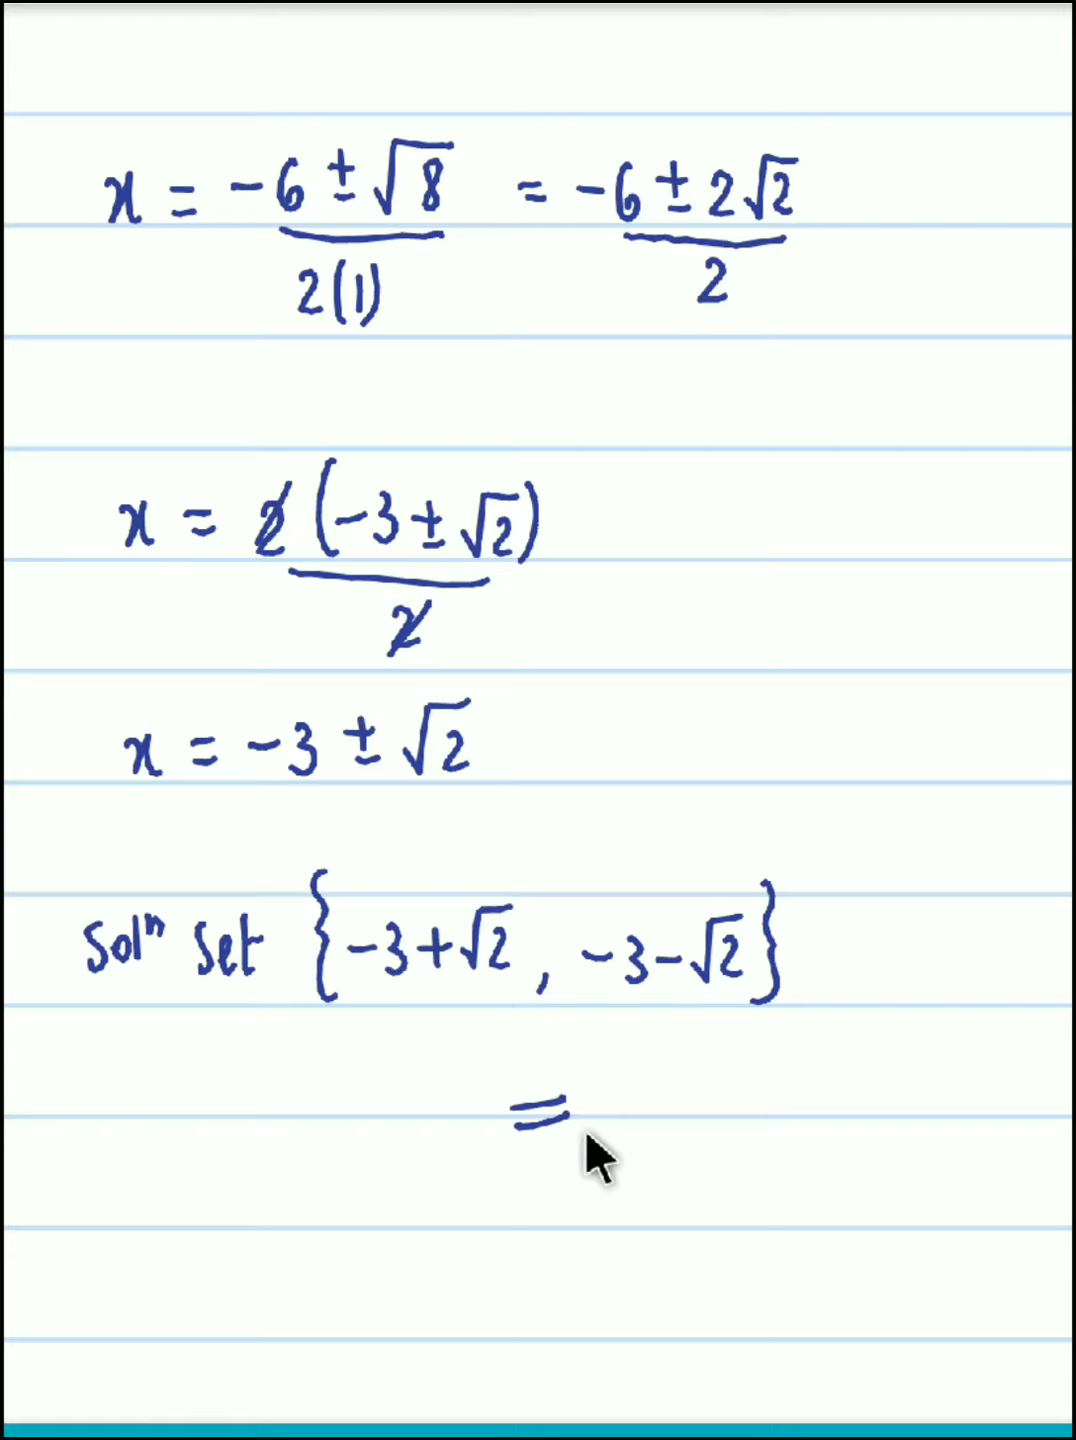 x = -6 ± √8 / 2(1) = -6 ± 2√2 / 2
x = 2(-3 ± √2) / 2
x = -3 ± √2
Solⁿ Set {-3+√2, -3-√2}
=